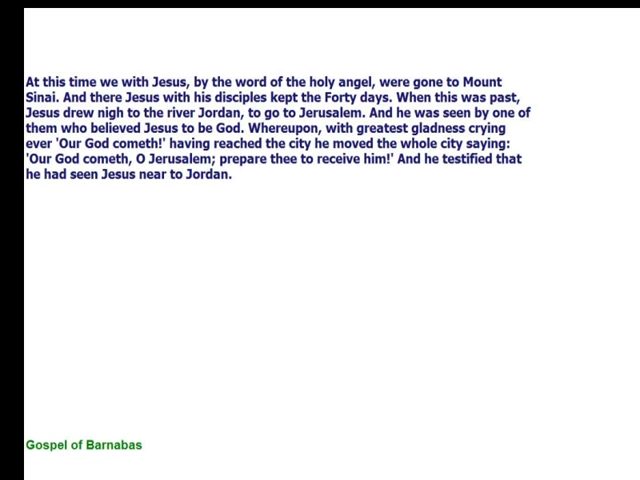 At this time we with Jesus, by the word of the holy angel, were gone to Mount
Sinai. And there Jesus with his disciples kept the Forty days. When this was past,
Jesus drew nigh to the river Jordan, to go to Jerusalem. And he was seen by one of
them who believed Jesus to be God. Whereupon, with greatest gladness crying
ever 'Our God cometh!' having reached the city he moved the whole city saying:
'Our God cometh, O Jerusalem; prepare thee to receive him!' And he testified that
he had seen Jesus near to Jordan.
Gospel of Barnabas